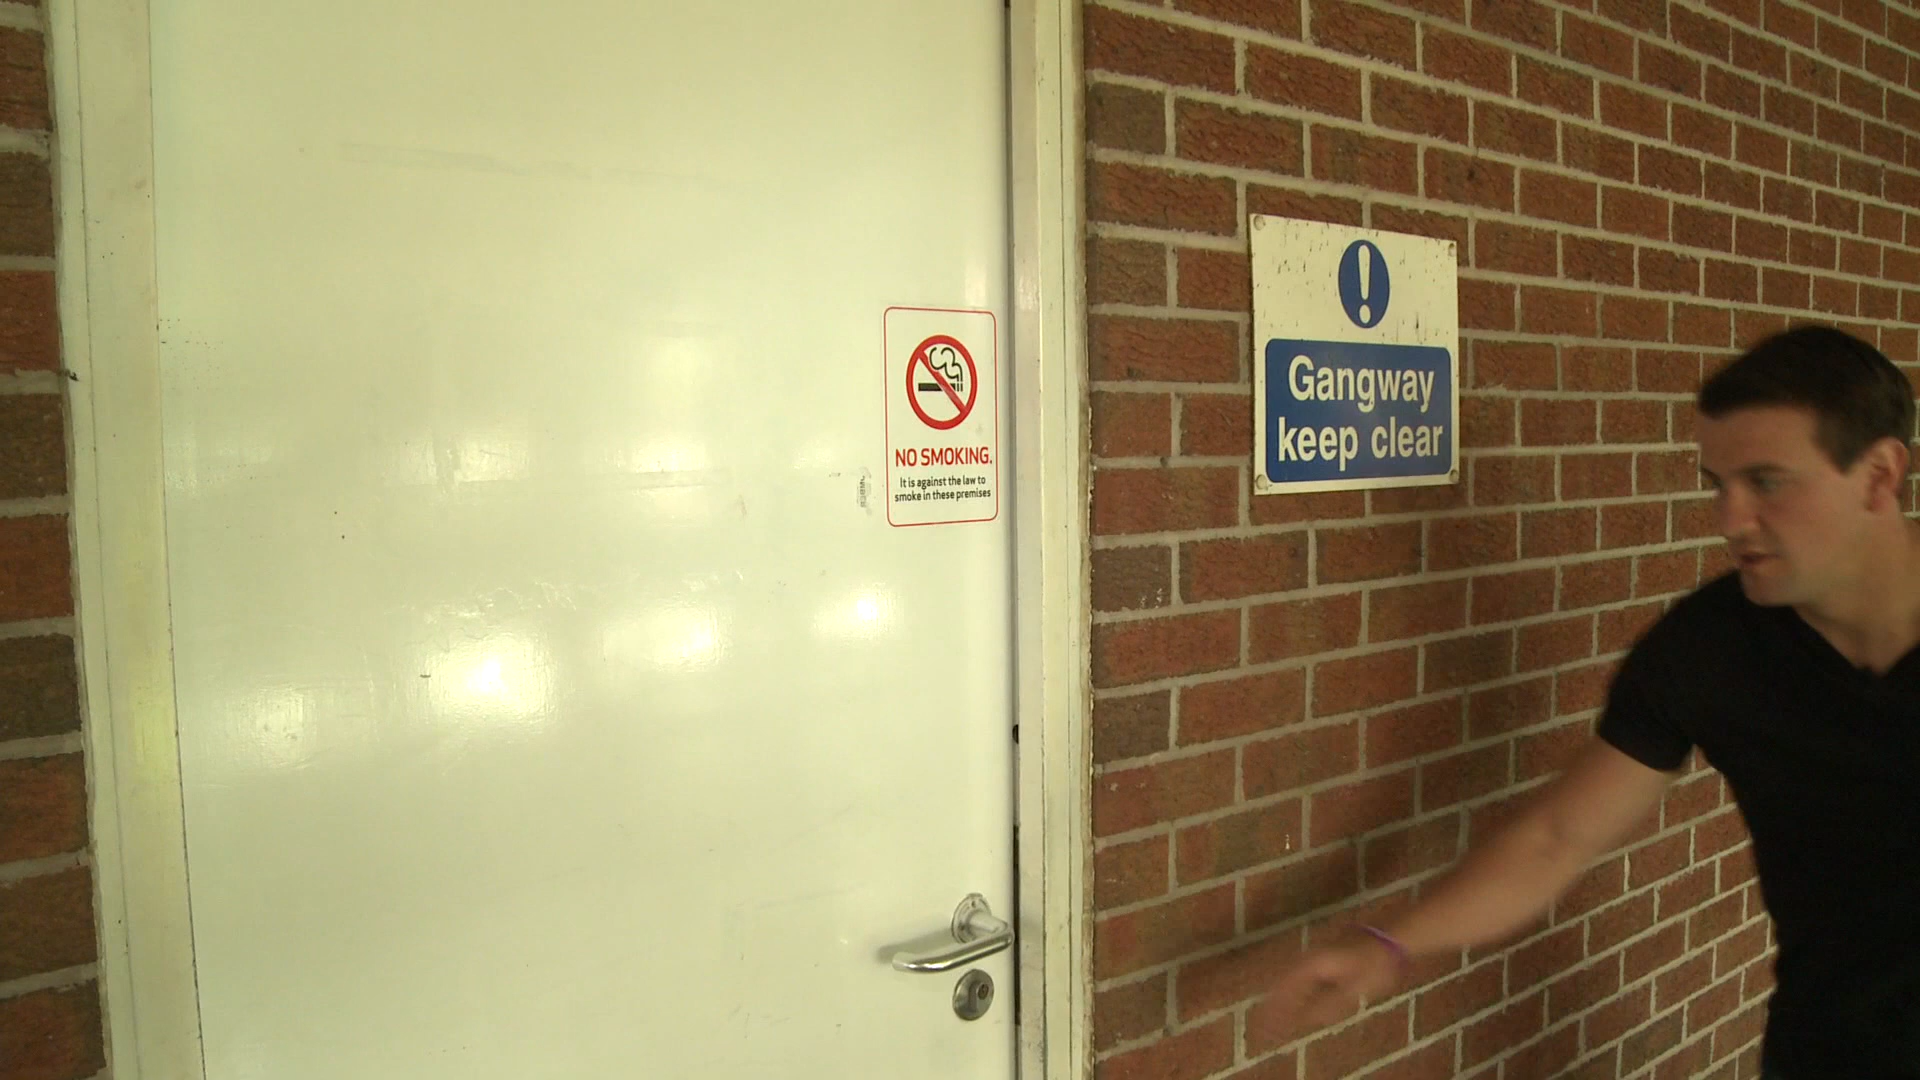 NO SMOKING.
It is against the law to
smoke in these premises
!
Gangway
keep clear